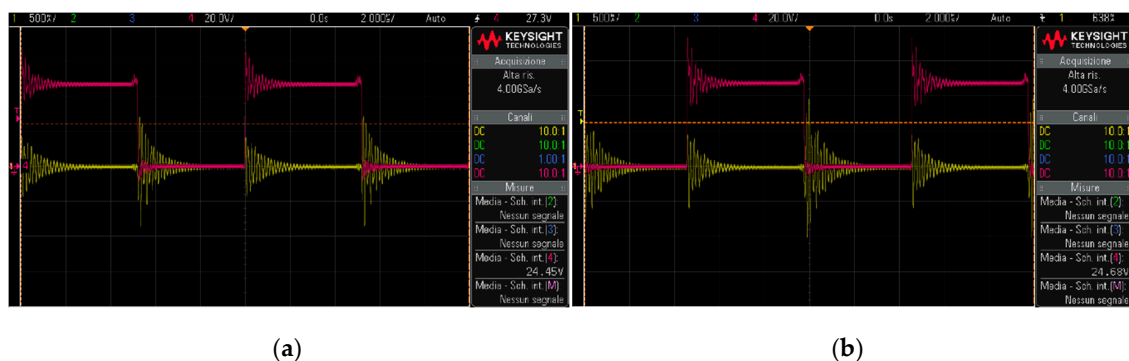 1 500%/ 2 3 4 20.0V/ 0.0s 2.000%/ Auto 4 27.3V
KEYSIGHT
TECHNOLOGIES
Acquisizione
Alta ris.
4.00GSa/s
Canali
DC 10.0:1
DC 10.0:1
DC 1.00:1
DC 10.0:1
Misure
Media - Sch. int.(2):
Nessun segnale
Media - Sch. int.(3):
Nessun segnale
Media - Sch. int.(4):
24.45V
Media - Sch. int.(M):
Nessun segnale
(a)
1 500%/ 2 3 4 20.0V/ 0.0s 2.000%/ Auto 1 638%
KEYSIGHT
TECHNOLOGIES
Acquisizione
Alta ris.
4.00GSa/s
Canali
DC 10.0:1
DC 10.0:1
DC 1.00:1
DC 10.0:1
Misure
Media - Sch. int.(2):
Nessun segnale
Media - Sch. int.(3):
Nessun segnale
Media - Sch. int.(4):
24.68V
Media - Sch. int.(M):
Nessun segnale
(b)